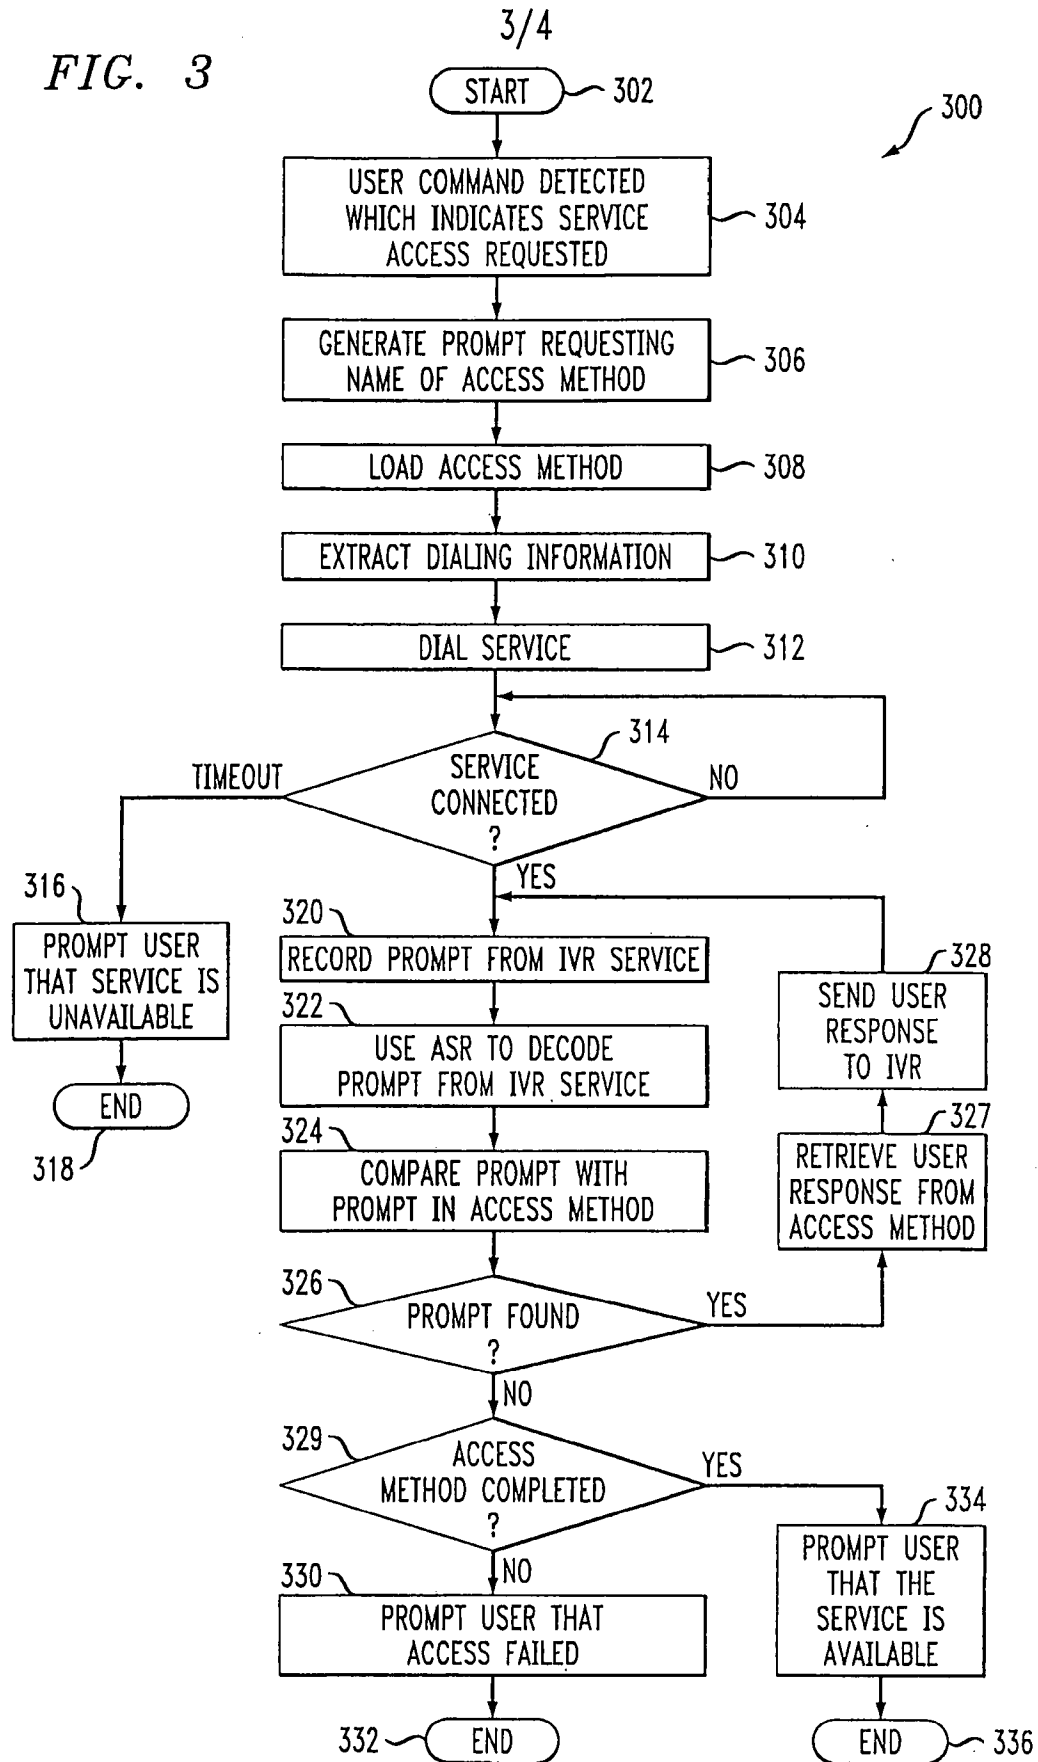 3/4
FIG. 3
START
302
300
USER COMMAND DETECTED
WHICH INDICATES SERVICE
ACCESS REQUESTED
304
GENERATE PROMPT REQUESTING
NAME OF ACCESS METHOD
306
LOAD ACCESS METHOD
308
EXTRACT DIALING INFORMATION
310
DIAL SERVICE
312
314
SERVICE
CONNECTED
?
TIMEOUT
NO
YES
316
PROMPT USER
THAT SERVICE IS
UNAVAILABLE
END
318
320
RECORD PROMPT FROM IVR SERVICE
322
USE ASR TO DECODE
PROMPT FROM IVR SERVICE
324
COMPARE PROMPT WITH
PROMPT IN ACCESS METHOD
328
SEND USER
RESPONSE
TO IVR
327
RETRIEVE USER
RESPONSE FROM
ACCESS METHOD
326
PROMPT FOUND
?
YES
NO
329
ACCESS
METHOD COMPLETED
?
YES
NO
330
PROMPT USER THAT
ACCESS FAILED
332
END
334
PROMPT USER
THAT THE
SERVICE IS
AVAILABLE
END
336